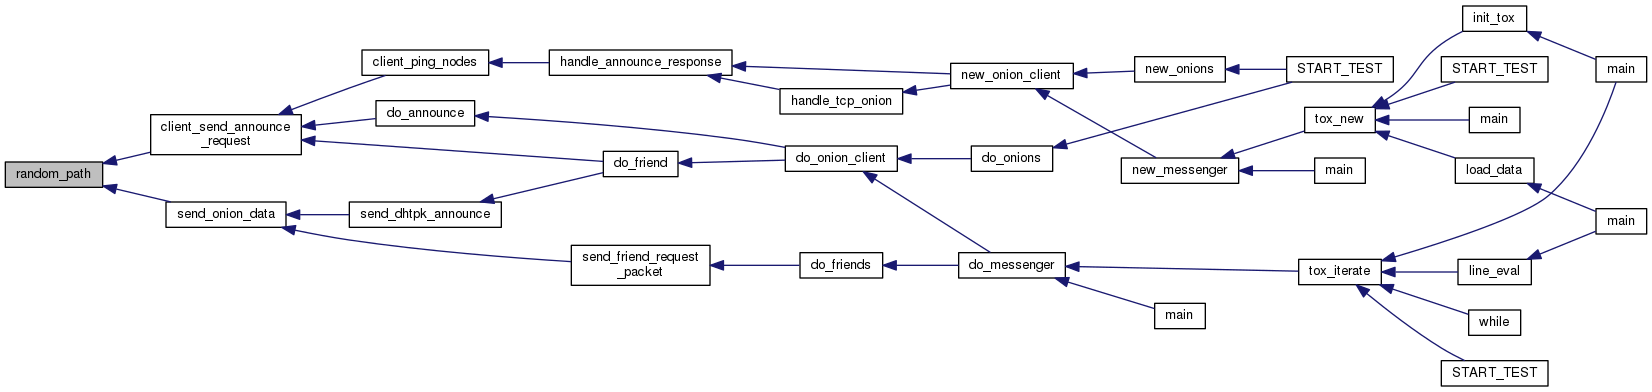 random_path
client_send_announce
_request
send_onion_data
client_ping_nodes
do_announce
do_friend
send_dhtpk_announce
send_friend_request
_packet
handle_announce_response
handle_tcp_onion
do_onion_client
do_friends
new_onion_client
do_onions
do_messenger
new_onions
new_messenger
main
START_TEST
main
tox_new
tox_iterate
init_tox
START_TEST
main
load_data
line_eval
while
START_TEST
main
main